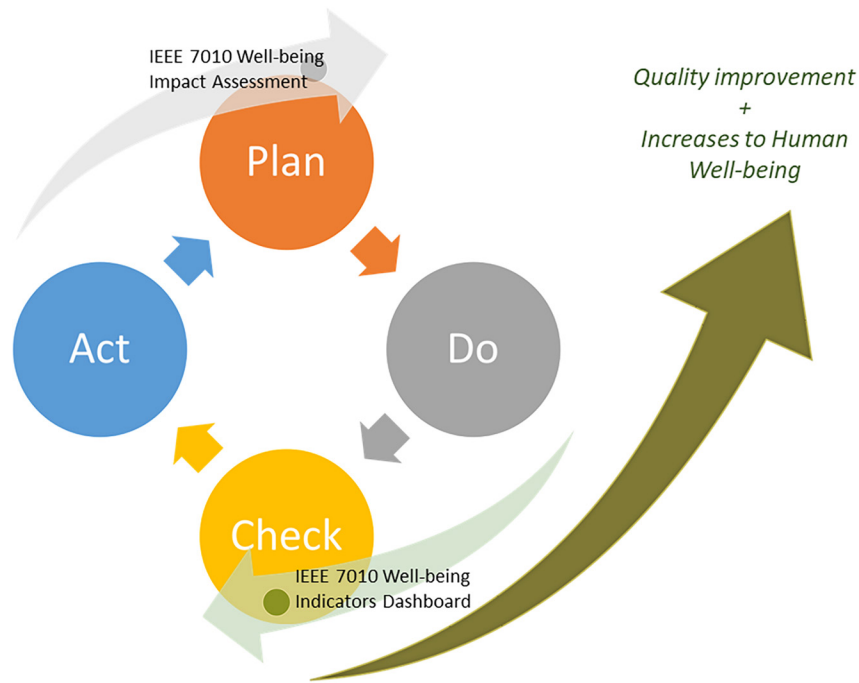 IEEE 7010 Well-being
Impact Assessment
Quality improvement
+
Increases to Human
Well-being
Plan
Act
Do
Check
IEEE 7010 Well-being
Indicators Dashboard